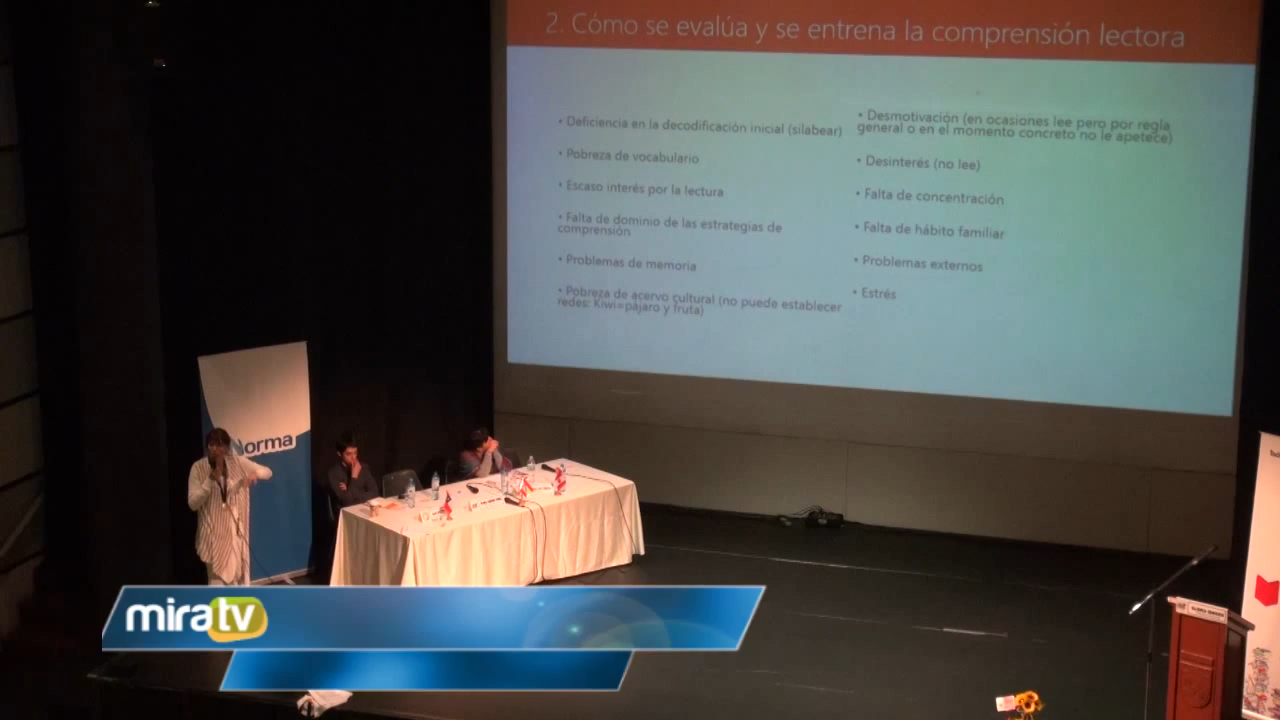 2. Cómo se evalúa y se entrena la comprensión lectora
• Deficiencia en la decodificación inicial (silabear)
• Pobreza de vocabulario
• Escaso interés por la lectura
• Falta de dominio de las estrategias de
comprensión
• Problemas de memoria
• Pobreza de acervo cultural (no puede establecer
redes: Kiwi=pájaro y fruta)
• Desmotivación (en ocasiones lee pero por regla
general o en el momento concreto no le apetece)
• Desinterés (no lee)
• Falta de concentración
• Falta de hábito familiar
• Problemas externos
• Estrés
Norma
miratv